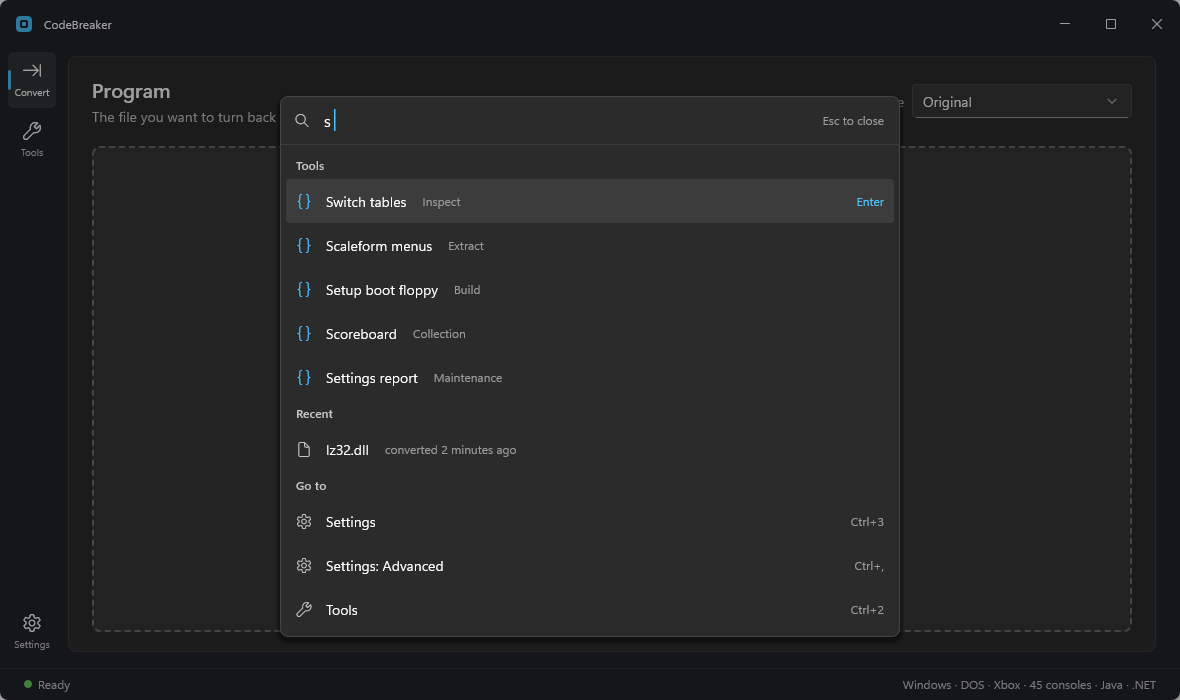 CodeBreaker
Convert
Tools
Program
The file you want to turn back
Original
s
Esc to close
Tools
{} Switch tables Inspect Enter
{} Scaleform menus Extract
{} Setup boot floppy Build
{} Scoreboard Collection
{} Settings report Maintenance
Recent
lz32.dll converted 2 minutes ago
Go to
Settings Ctrl+3
Settings: Advanced Ctrl+,
Tools Ctrl+2
Settings
Ready
Windows · DOS · Xbox · 45 consoles · Java · .NET